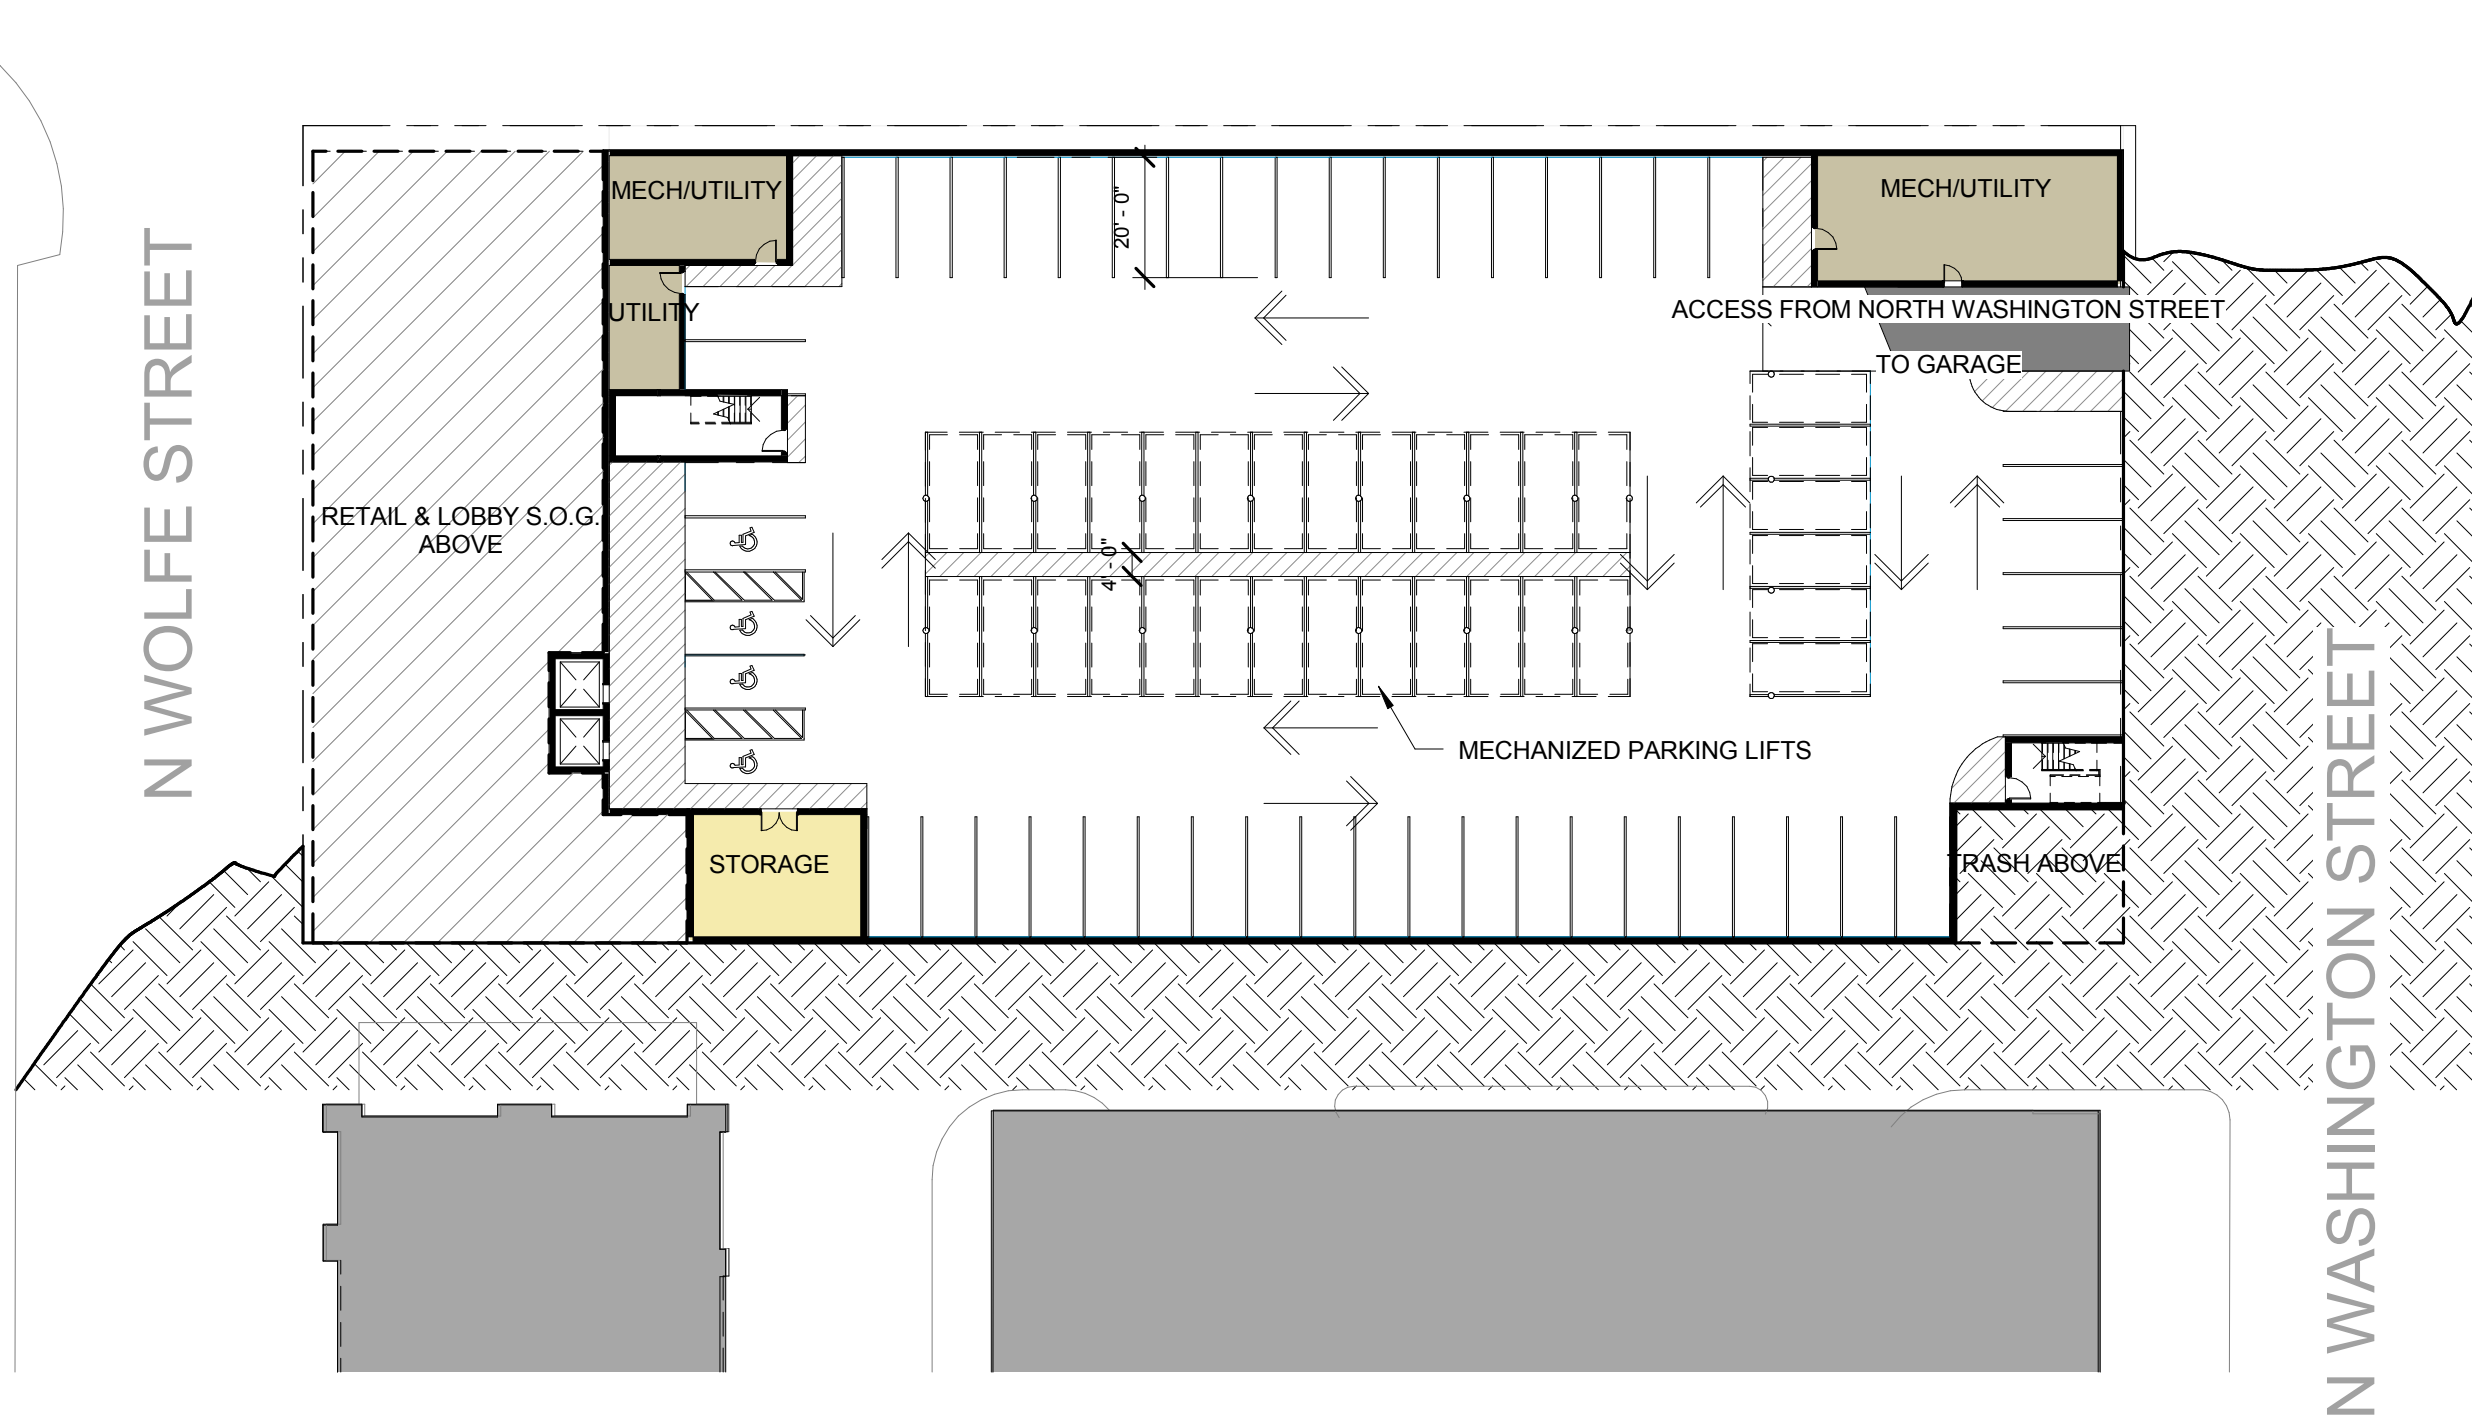 MECH/UTILITY
MECH/UTILITY
20' - 0"
UTILITY
ACCESS FROM NORTH WASHINGTON STREET
TO GARAGE
N WOLFE STREET
RETAIL & LOBBY S.O.G.
ABOVE
4' - 0"
MECHANIZED PARKING LIFTS
STORAGE
TRASH ABOVE
N WASHINGTON STREET